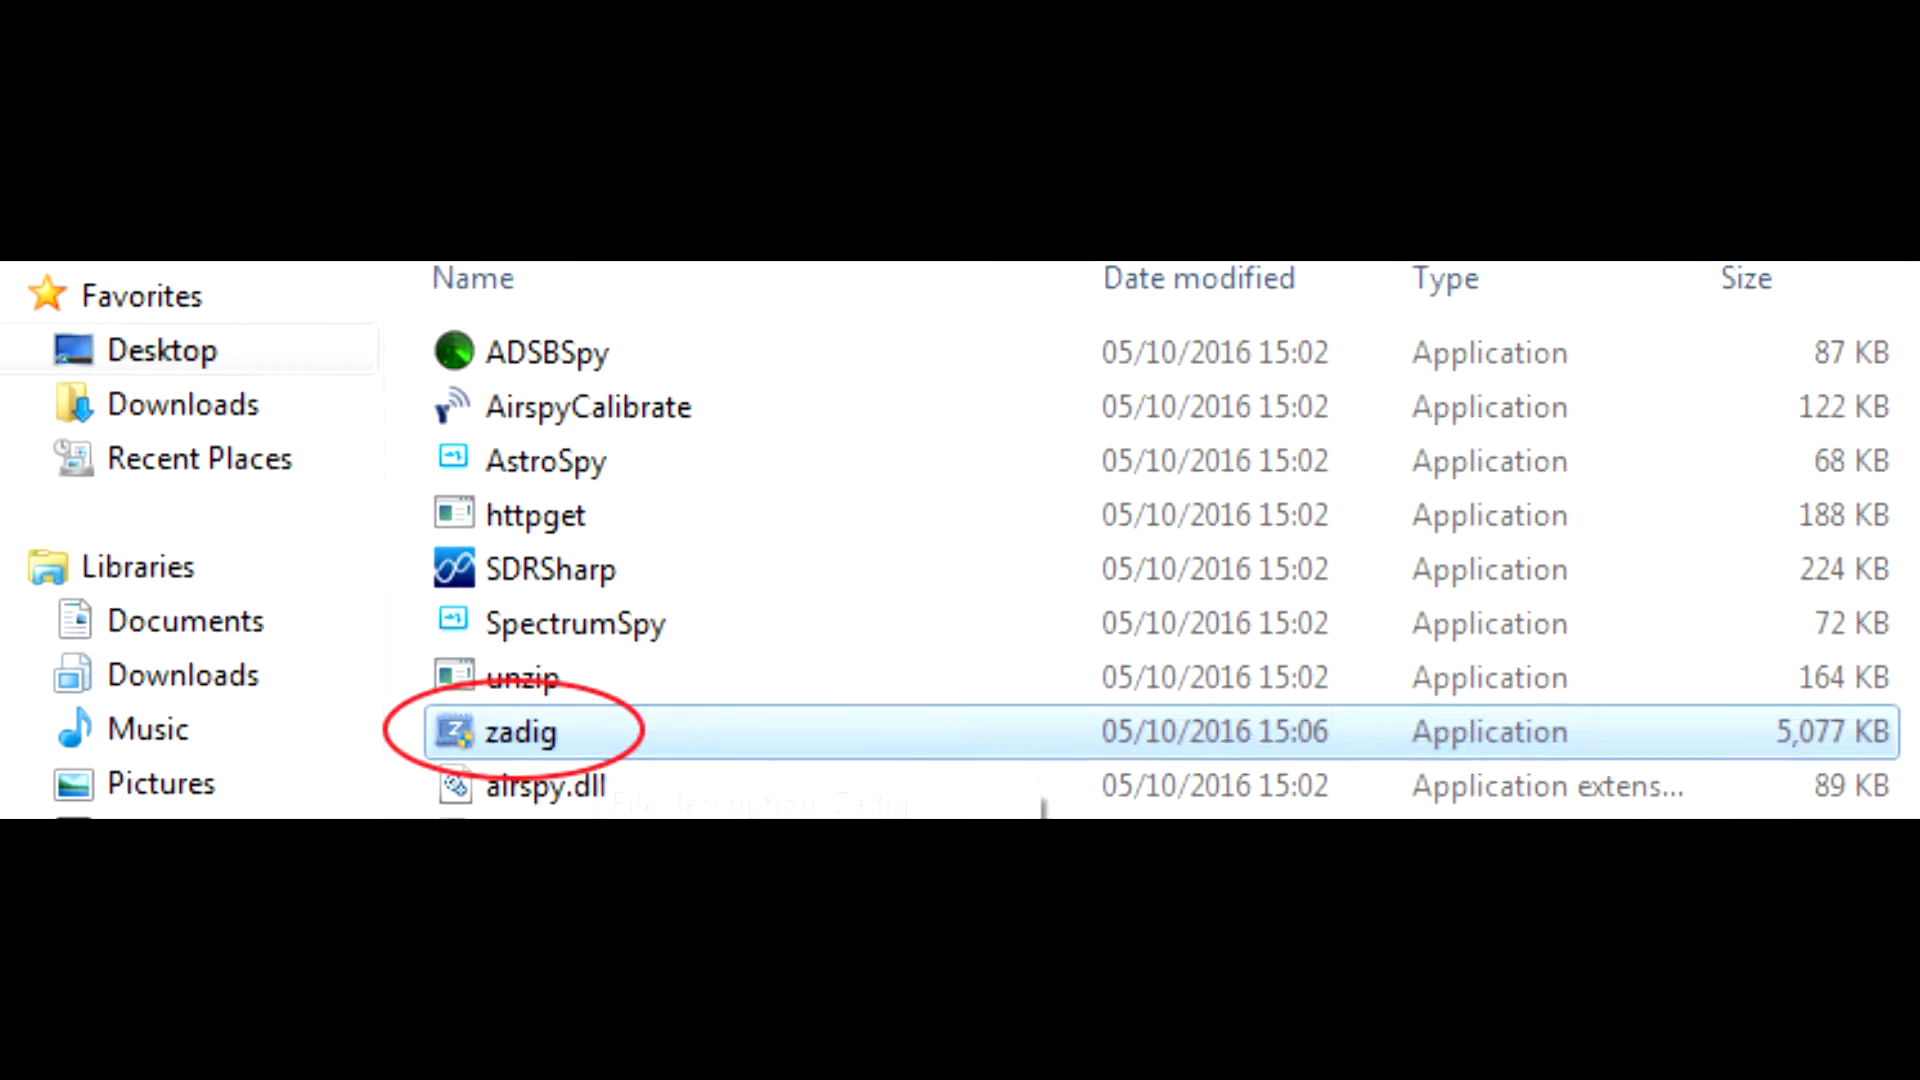 Name Date modified Type Size
Favorites
Desktop
Downloads
Recent Places
Libraries
Documents
Downloads
Music
Pictures
ADSBSpy 05/10/2016 15:02 Application 87 KB
AirspyCalibrate 05/10/2016 15:02 Application 122 KB
AstroSpy 05/10/2016 15:02 Application 68 KB
httpget 05/10/2016 15:02 Application 188 KB
SDRSharp 05/10/2016 15:02 Application 224 KB
SpectrumSpy 05/10/2016 15:02 Application 72 KB
unzip 05/10/2016 15:02 Application 164 KB
zadig 05/10/2016 15:06 Application 5,077 KB
airspy.dll 05/10/2016 15:02 Application extens... 89 KB
File description: Zadig